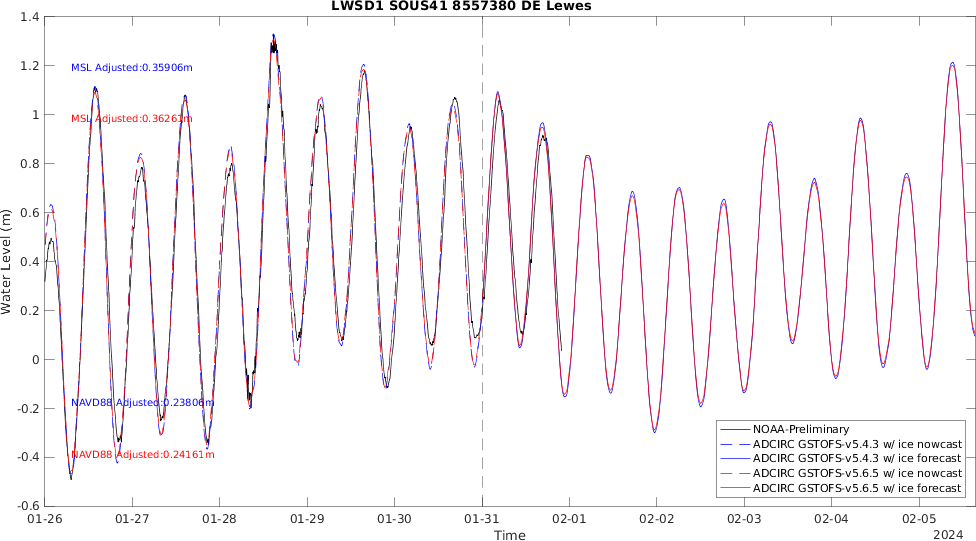 LWSD1 SOUS41 8557380 DE Lewes
1.4
1.2
1
0.8
0.6
0.4
0.2
0
-0.2
-0.4
-0.6
Water Level (m)
MSL Adjusted:0.35906m
MSL Adjusted:0.36261m
NAVD88 Adjusted:0.23806m
NAVD88 Adjusted:0.24161m
NOAA-Preliminary
ADCIRC GSTOFS-v5.4.3 w/ ice nowcast
ADCIRC GSTOFS-v5.4.3 w/ ice forecast
ADCIRC GSTOFS-v5.6.5 w/ ice nowcast
ADCIRC GSTOFS-v5.6.5 w/ ice forecast
01-26 01-27 01-28 01-29 01-30 01-31 02-01 02-02 02-03 02-04 02-05
Time
2024